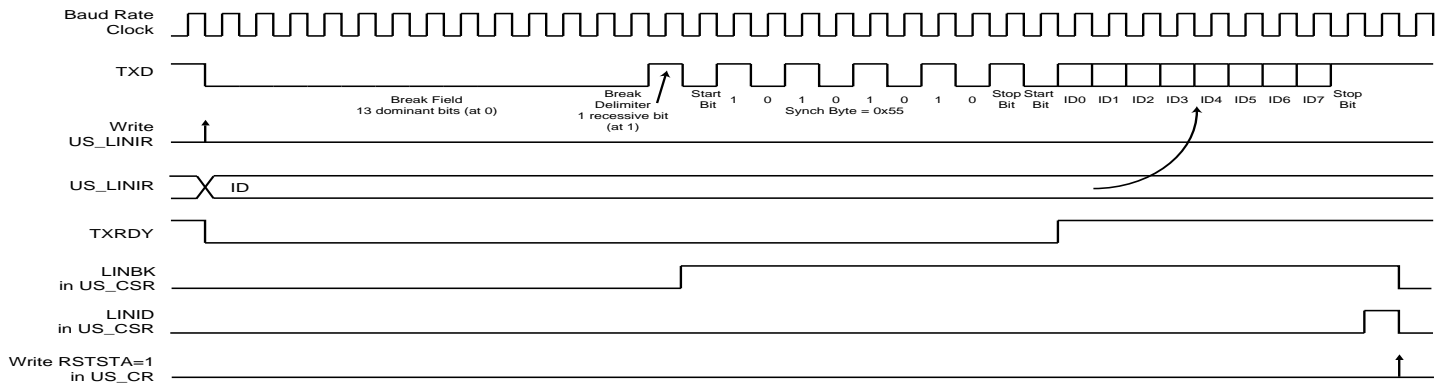 Baud Rate
Clock
TXD
Break Field
13 dominant bits (at 0)
Break
Delimiter
1 recessive bit
(at 1)
Start
Bit
1 0 1 0 1 0 1 0
Synch Byte = 0x55
Stop
Bit
Start
Bit
ID0 ID1 ID2 ID3 ID4 ID5 ID6 ID7
Stop
Bit
Write
US_LINIR
US_LINIR
ID
TXRDY
LINBK
in US_CSR
LINID
in US_CSR
Write RSTSTA=1
in US_CR